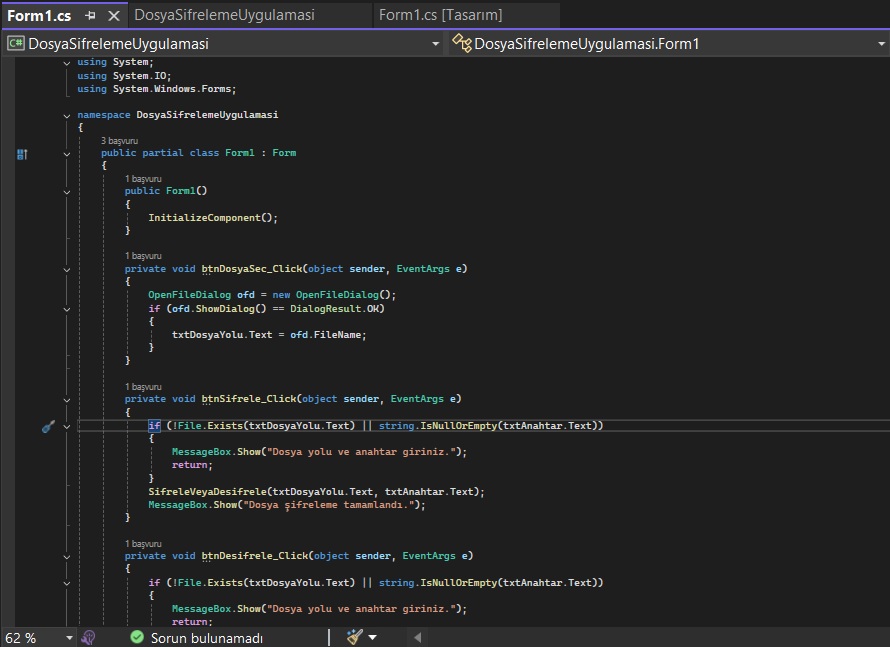 Form1.cs DosyaSifrelemeUygulamasi Form1.cs [Tasarım]
C# DosyaSifrelemeUygulamasi DosyaSifrelemeUygulamasi.Form1
using System;
using System.IO;
using System.Windows.Forms;
namespace DosyaSifrelemeUygulamasi
{
3 başvuru
public partial class Form1 : Form
{
1 başvuru
public Form1()
{
InitializeComponent();
}
1 başvuru
private void btnDosyaSec_Click(object sender, EventArgs e)
{
OpenFileDialog ofd = new OpenFileDialog();
if (ofd.ShowDialog() == DialogResult.OK)
{
txtDosyaYolu.Text = ofd.FileName;
}
}
1 başvuru
private void btnSifrele_Click(object sender, EventArgs e)
{
if (!File.Exists(txtDosyaYolu.Text) || string.IsNullOrEmpty(txtAnahtar.Text))
{
MessageBox.Show("Dosya yolu ve anahtar giriniz.");
return;
}
SifreleVeyaDesifrele(txtDosyaYolu.Text, txtAnahtar.Text);
MessageBox.Show("Dosya şifreleme tamamlandı.");
}
1 başvuru
private void btnDesifrele_Click(object sender, EventArgs e)
{
if (!File.Exists(txtDosyaYolu.Text) || string.IsNullOrEmpty(txtAnahtar.Text))
{
MessageBox.Show("Dosya yolu ve anahtar giriniz.");
return;
62 % Sorun bulunamadı